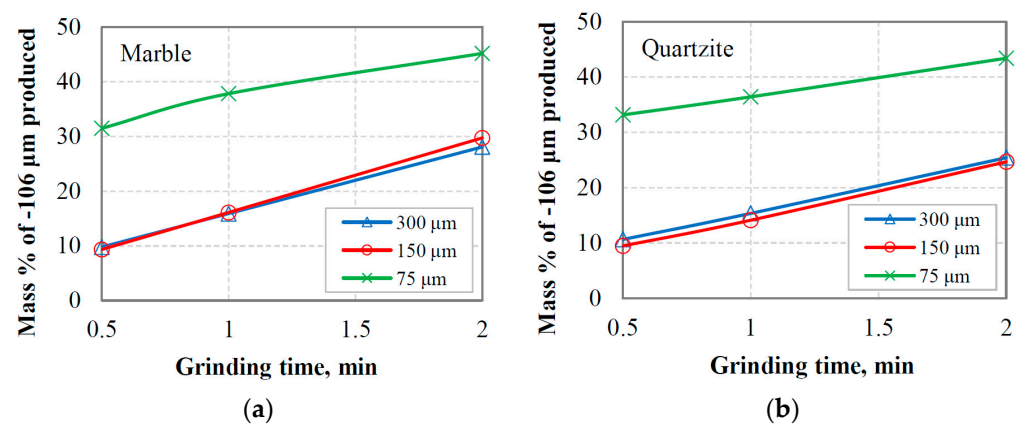 Mass % of -106 µm produced
50
40
30
20
10
0
Marble
300 µm
150 µm
75 µm
0.5
1
1.5
2
Grinding time, min
(a)
Mass % of -106 µm produced
50
40
30
20
10
0
Quartzite
300 µm
150 µm
75 µm
0.5
1
1.5
2
Grinding time, min
(b)